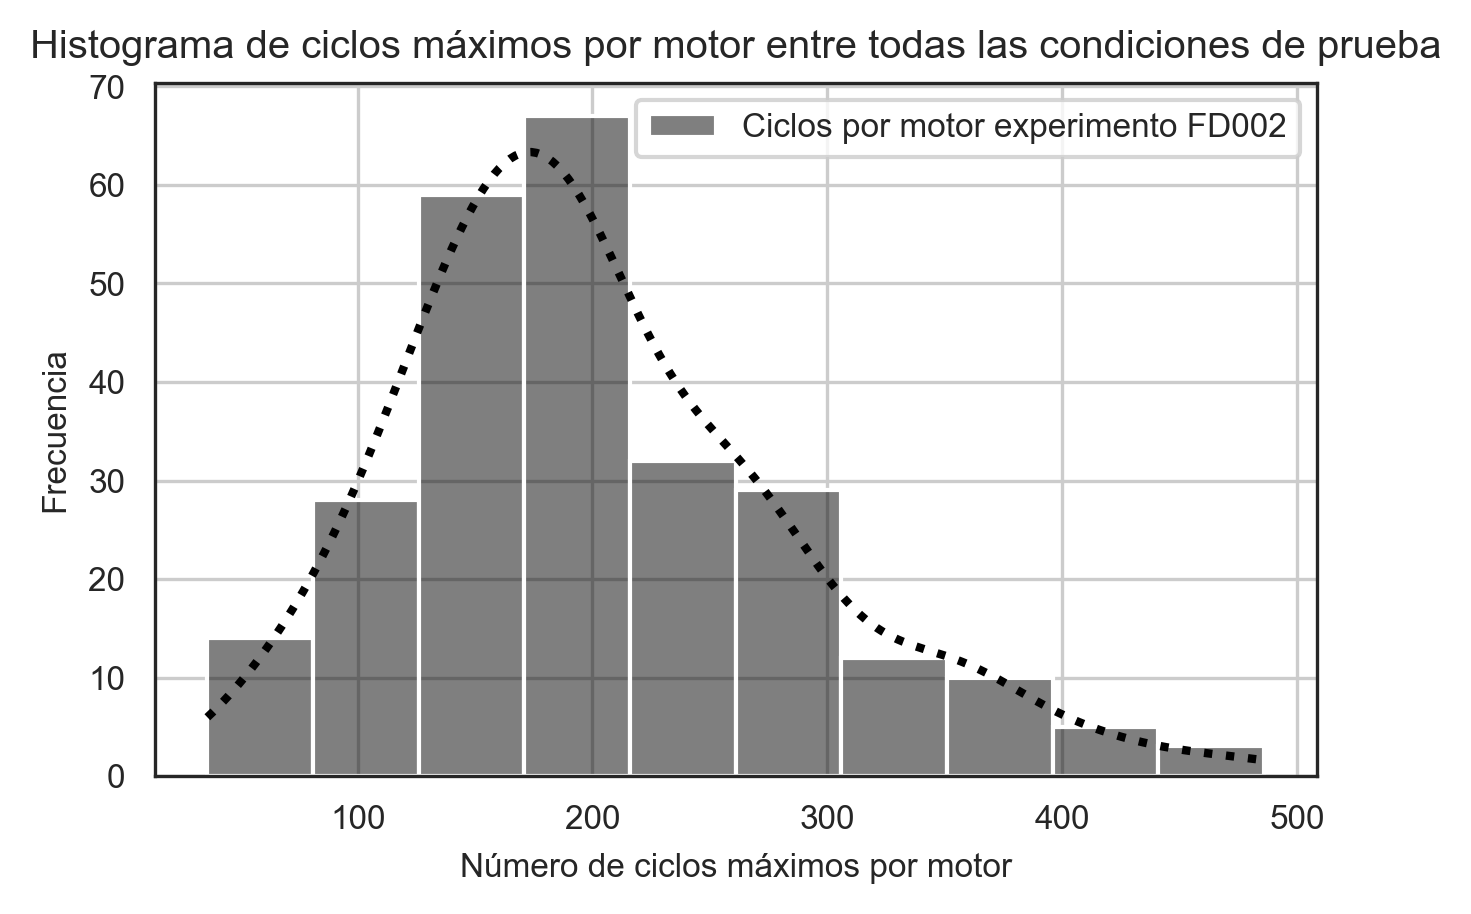 Histograma de ciclos máximos por motor entre todas las condiciones de prueba
Ciclos por motor experimento FD002
70
60
50
40
30
20
10
0
Frecuencia
100 200 300 400 500
Número de ciclos máximos por motor